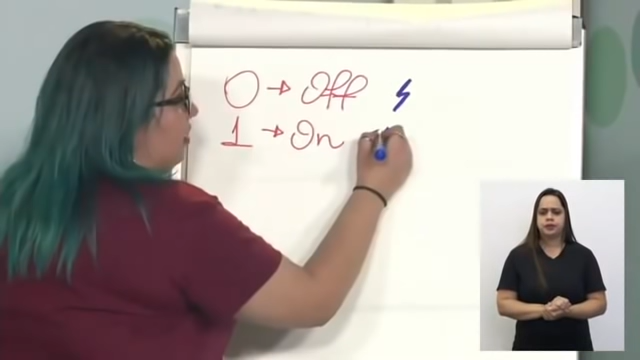 0 → Off
1 → On